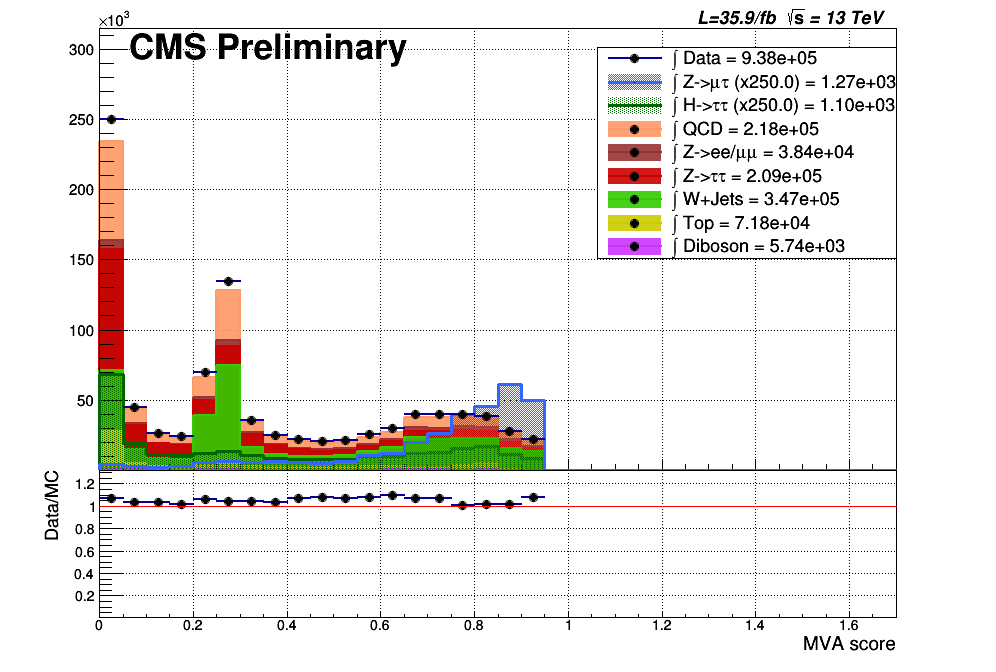 L=35.9/fb √s = 13 TeV
×10³
CMS Preliminary
300
250
200
150
100
50
∫ Data = 9.38e+05
∫ Z->μτ (x250.0) = 1.27e+03
∫ H->ττ (x250.0) = 1.10e+03
∫ QCD = 2.18e+05
∫ Z->ee/μμ = 3.84e+04
∫ Z->ττ = 2.09e+05
∫ W+Jets = 3.47e+05
∫ Top = 7.18e+04
∫ Diboson = 5.74e+03
Data/MC
1.2
1
0.8
0.6
0.4
0.2
0 0.2 0.4 0.6 0.8 1 1.2 1.4 1.6
MVA score